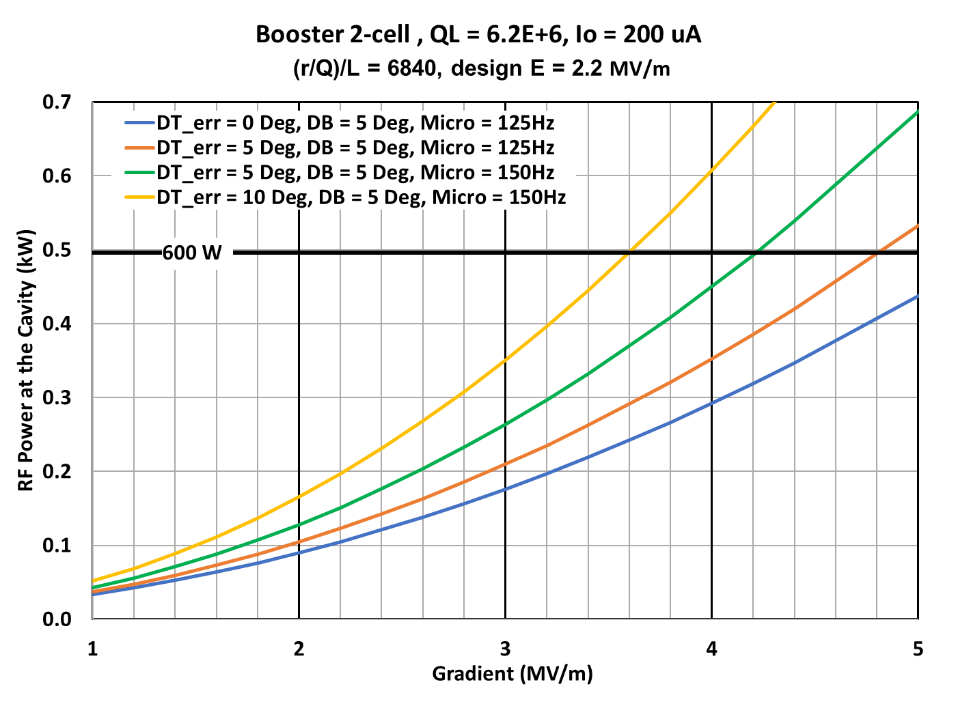 Booster 2-cell , QL = 6.2E+6, Io = 200 uA
(r/Q)/L = 6840, design E = 2.2 MV/m
0.7
DT_err = 0 Deg, DB = 5 Deg, Micro = 125Hz
DT_err = 5 Deg, DB = 5 Deg, Micro = 125Hz
0.6
DT_err = 5 Deg, DB = 5 Deg, Micro = 150Hz
DT_err = 10 Deg, DB = 5 Deg, Micro = 150Hz
0.5
600 W
0.4
0.3
0.2
0.1
0.0
RF Power at the Cavity (kW)
1 2 3 4 5
Gradient (MV/m)